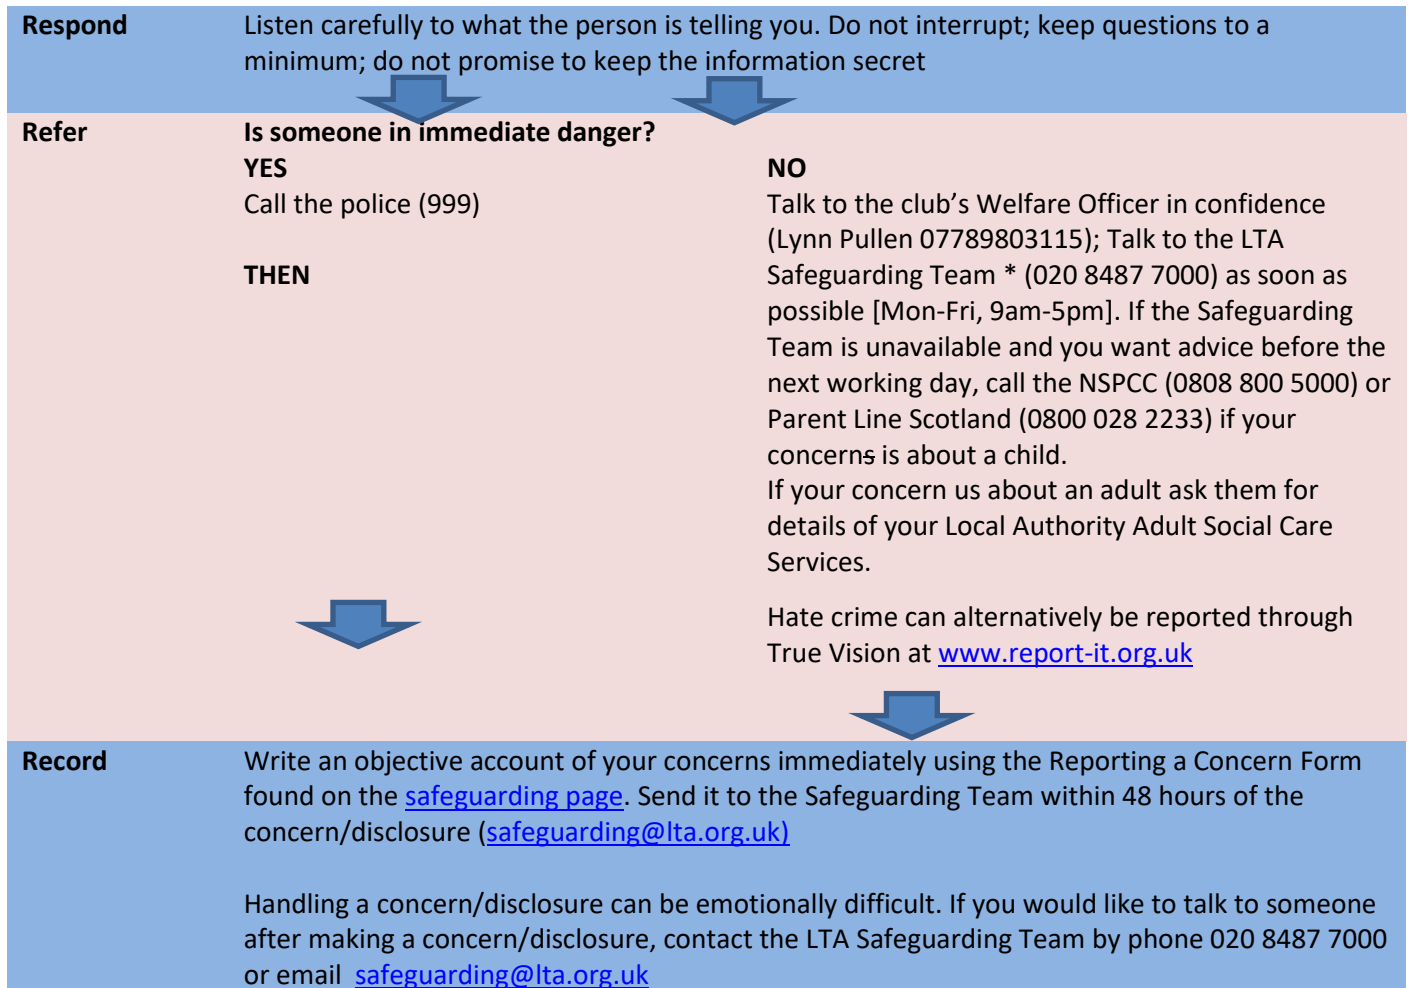 Respond
Listen carefully to what the person is telling you. Do not interrupt; keep questions to a
minimum; do not promise to keep the information secret
Refer
Is someone in immediate danger?
YES
Call the police (999)
THEN
NO
Talk to the club’s Welfare Officer in confidence
(Lynn Pullen 07789803115); Talk to the LTA
Safeguarding Team * (020 8487 7000) as soon as
possible [Mon-Fri, 9am-5pm]. If the Safeguarding
Team is unavailable and you want advice before the
next working day, call the NSPCC (0808 800 5000) or
Parent Line Scotland (0800 028 2233) if your
concerns is about a child.
If your concern us about an adult ask them for
details of your Local Authority Adult Social Care
Services.
Hate crime can alternatively be reported through
True Vision at www.report-it.org.uk
Record
Write an objective account of your concerns immediately using the Reporting a Concern Form
found on the safeguarding page. Send it to the Safeguarding Team within 48 hours of the
concern/disclosure (safeguarding@lta.org.uk)
Handling a concern/disclosure can be emotionally difficult. If you would like to talk to someone
after making a concern/disclosure, contact the LTA Safeguarding Team by phone 020 8487 7000
or email safeguarding@lta.org.uk